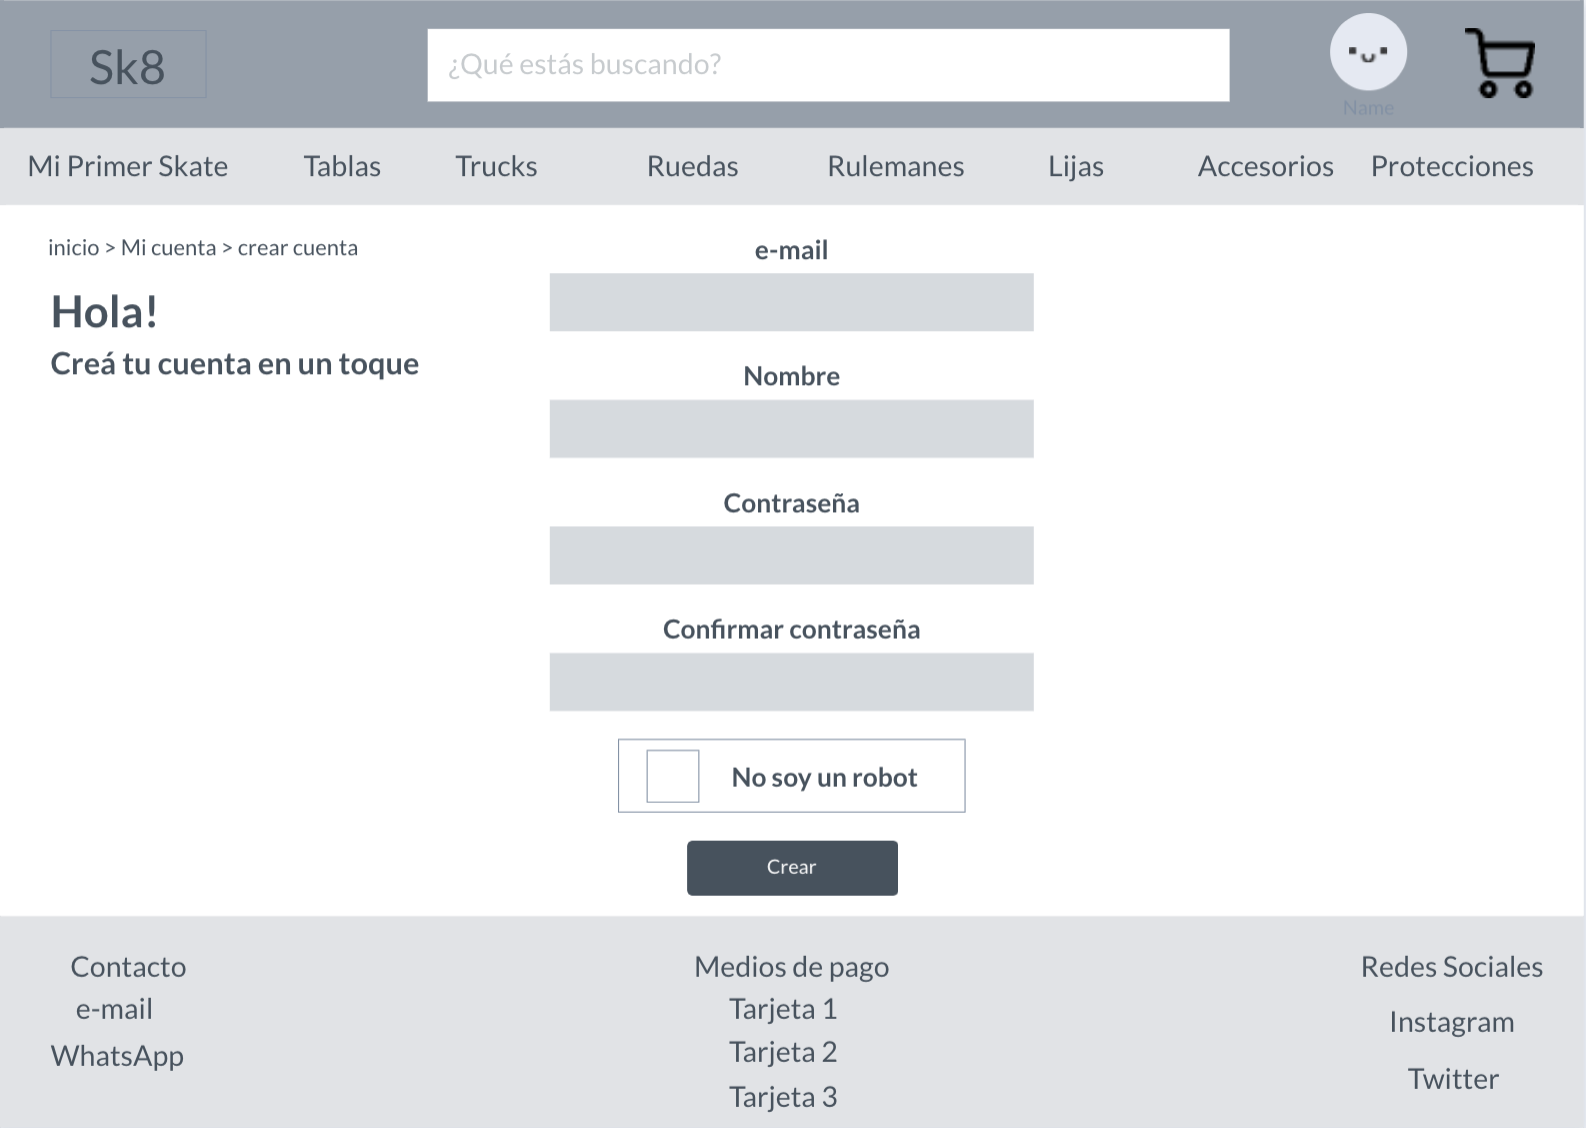 Sk8
¿Qué estás buscando?
Name
Mi Primer Skate Tablas Trucks Ruedas Rulemanes Lijas Accesorios Protecciones
inicio > Mi cuenta > crear cuenta
Hola!
Creá tu cuenta en un toque
e-mail
Nombre
Contraseña
Confirmar contraseña
No soy un robot
Crear
Contacto
e-mail
WhatsApp
Medios de pago
Tarjeta 1
Tarjeta 2
Tarjeta 3
Redes Sociales
Instagram
Twitter